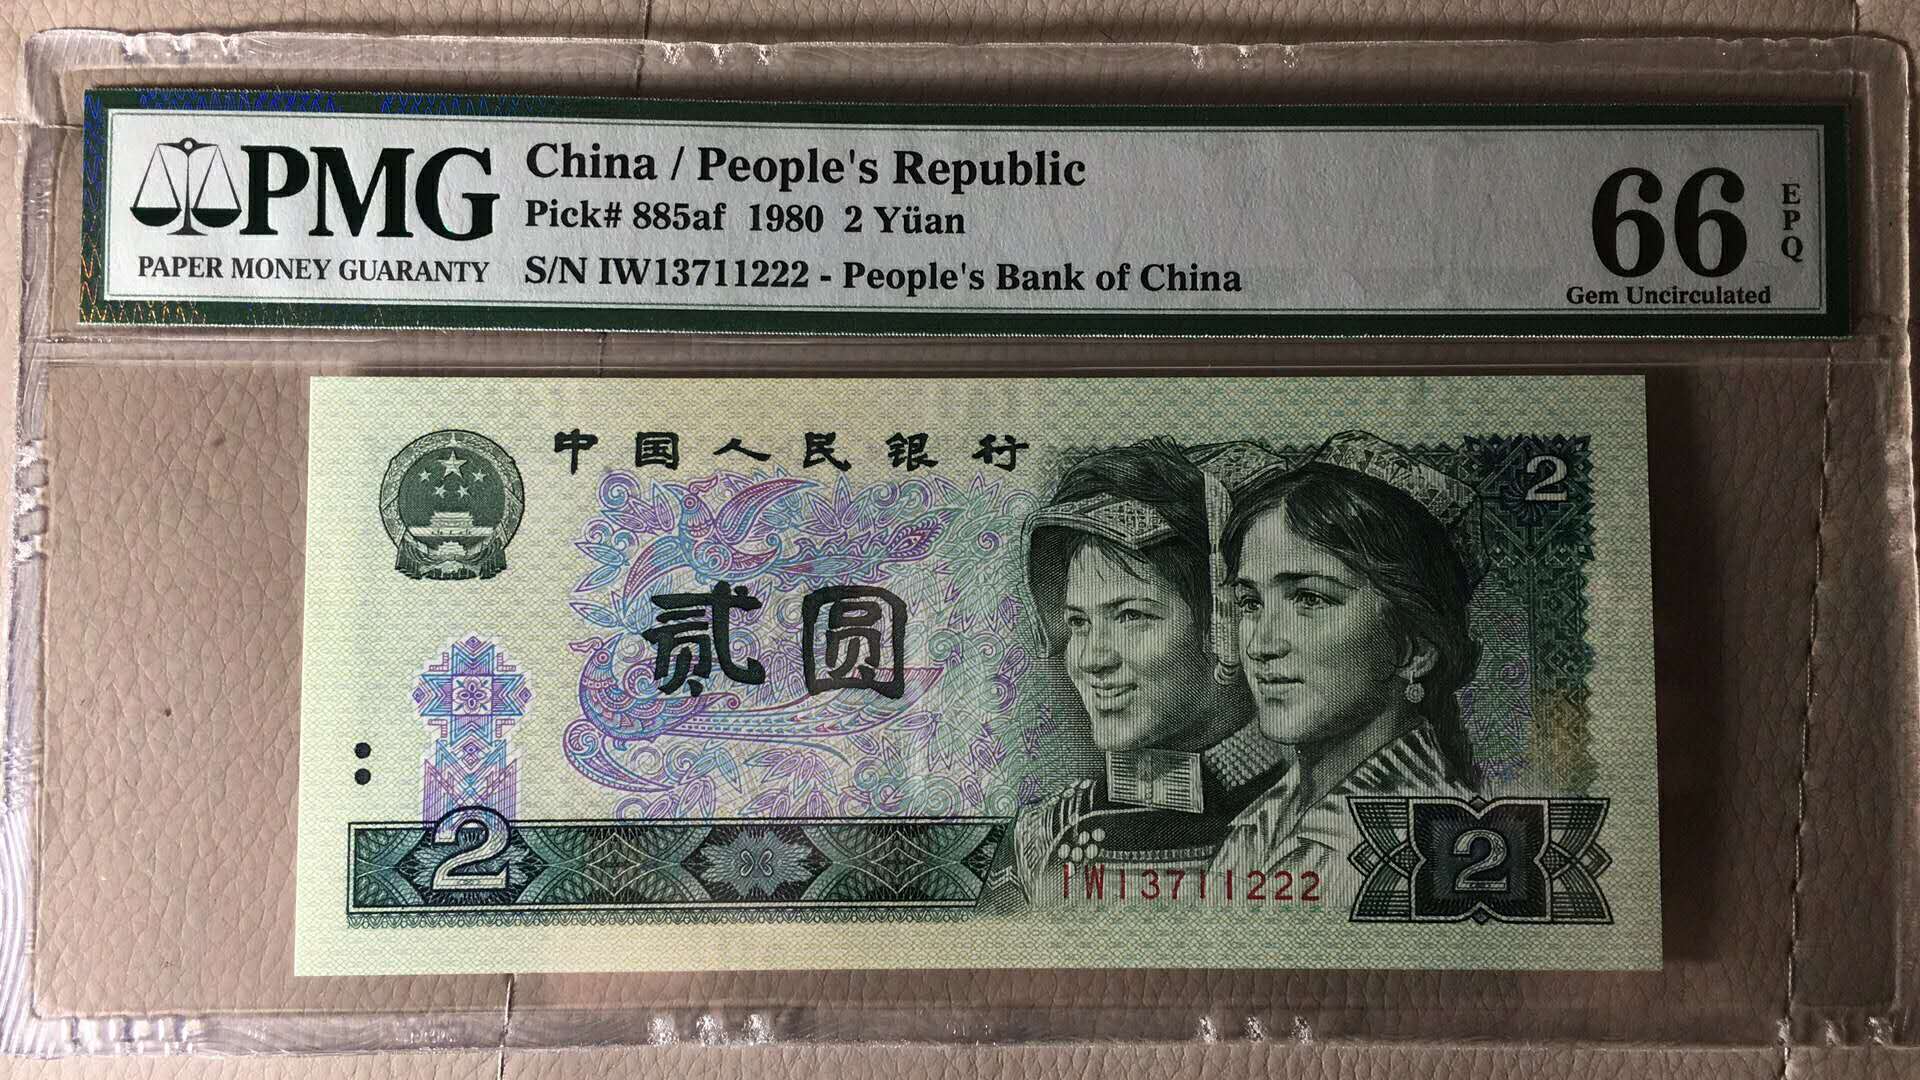 PMG
PAPER MONEY GUARANTY
China / People's Republic
Pick# 885af 1980 2 Yüan
S/N IW13711222 - People's Bank of China
66
EPQ
Gem Uncirculated
中国人民银行
2
贰圆
2
IW13711222
2